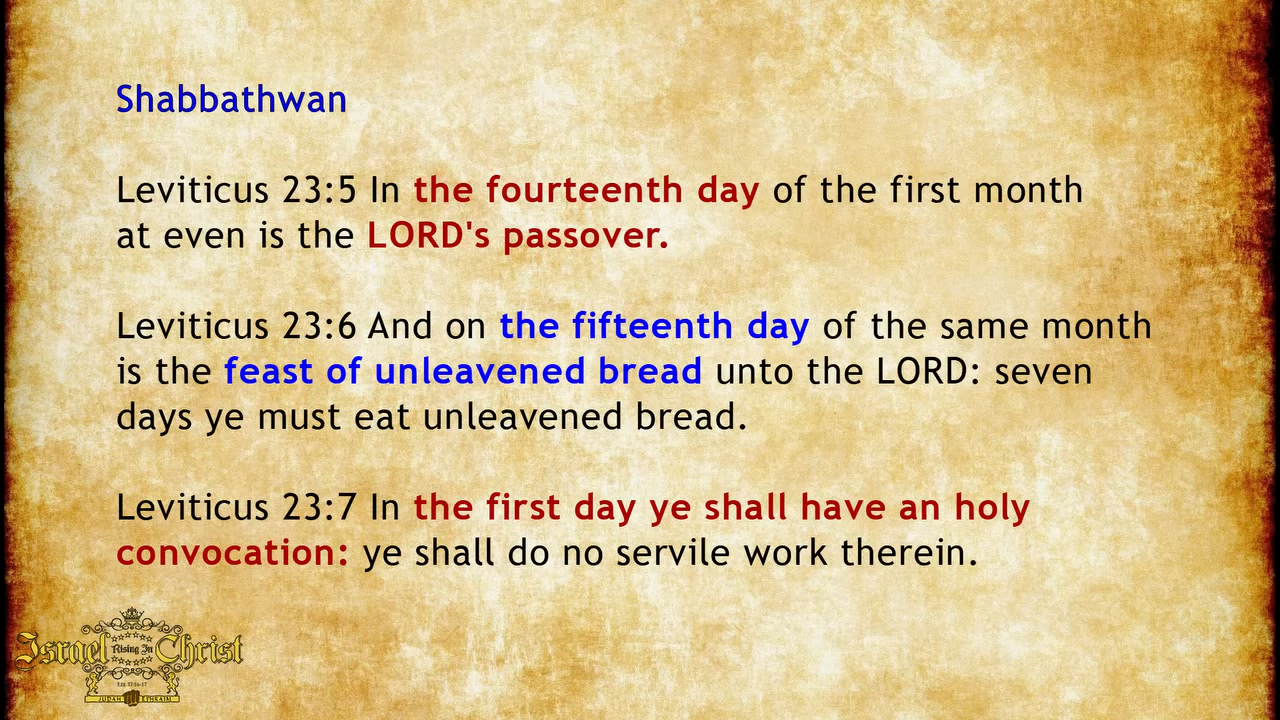 Shabbathwan
Leviticus 23:5 In the fourteenth day of the first month
at even is the LORD's passover.
Leviticus 23:6 And on the fifteenth day of the same month
is the feast of unleavened bread unto the LORD: seven
days ye must eat unleavened bread.
Leviticus 23:7 In the first day ye shall have an holy
convocation: ye shall do no servile work therein.
Israel Rising In Christ
JUDAH EPHRAIM